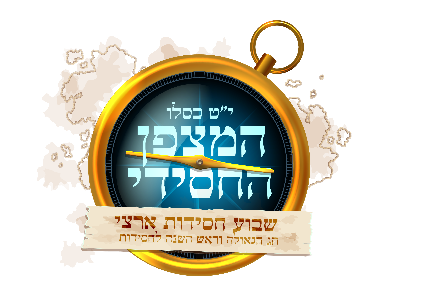 י״ט כסלו
המצפן
החסידי
שבוע חסידות ארצי
חג הגאולה וראש השנה לחסידות